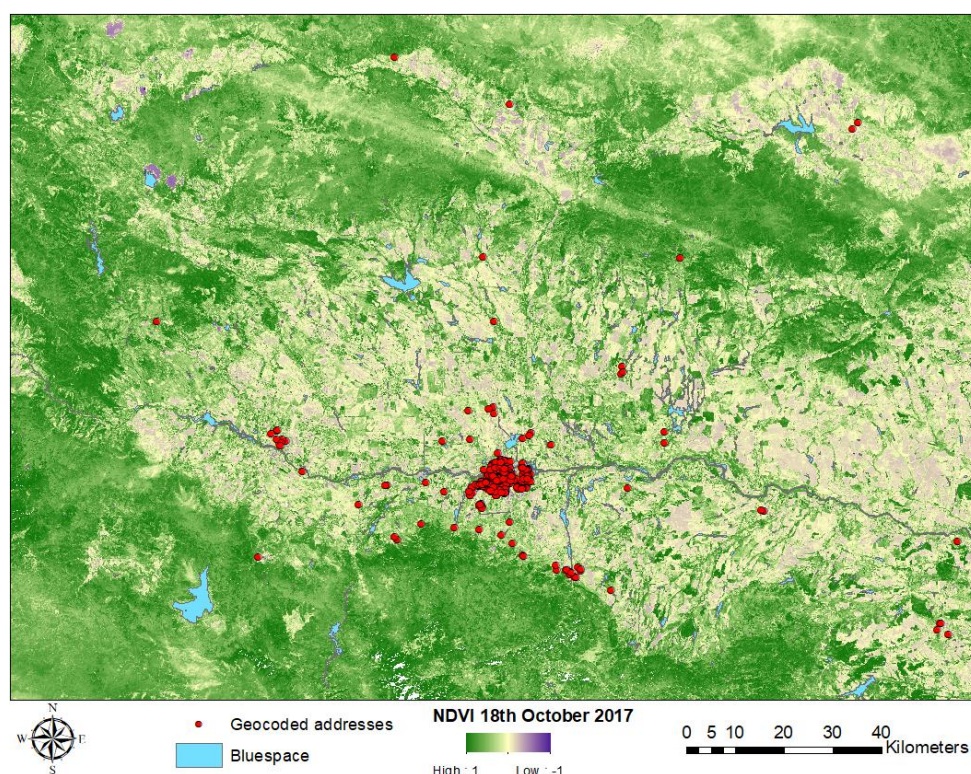 N
W E
S
Geocoded addresses
Bluespace
NDVI 18th October 2017
High : 1 Low : -1
0 5 10 20 30 40
Kilometers